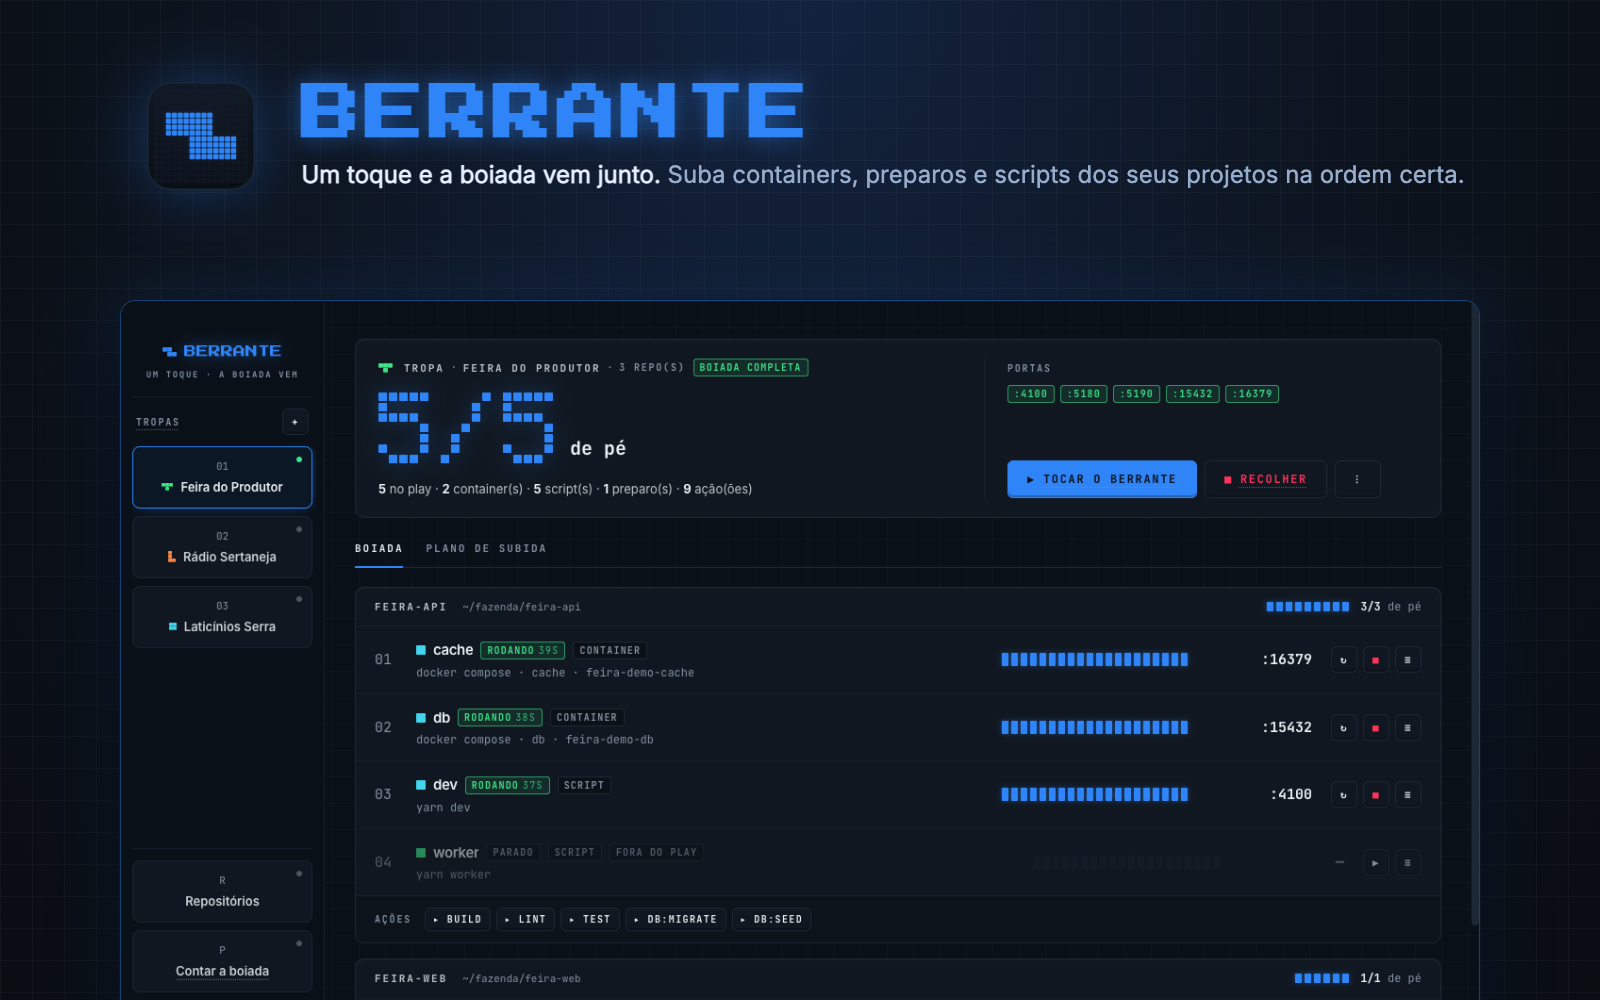 BERRANTE
Um toque e a boiada vem junto. Suba containers, preparos e scripts dos seus projetos na ordem certa.
BERRANTE
UM TOQUE · A BOIADA VEM
TROPAS
+
01
Feira do Produtor
02
Rádio Sertaneja
03
Laticínios Serra
R
Repositórios
P
Contar a boiada
TROPA · FEIRA DO PRODUTOR · 3 REPO(S) BOIADA COMPLETA
5/5 de pé
5 no play · 2 container(s) · 5 script(s) · 1 preparo(s) · 9 ação(ões)
PORTAS
:4100 :5180 :5190 :15432 :16379
▶ TOCAR O BERRANTE ■ RECOLHER ⋮
BOIADA PLANO DE SUBIDA
FEIRA-API ~/fazenda/feira-api 3/3 de pé
01 cache RODANDO 39S CONTAINER :16379 ↻ ■ ≡
docker compose · cache · feira-demo-cache
02 db RODANDO 38S CONTAINER :15432 ↻ ■ ≡
docker compose · db · feira-demo-db
03 dev RODANDO 37S SCRIPT :4100 ↻ ■ ≡
yarn dev
04 worker PARADO SCRIPT FORA DO PLAY — ▶ ≡
yarn worker
AÇÕES ▸ BUILD ▸ LINT ▸ TEST ▸ DB:MIGRATE ▸ DB:SEED
FEIRA-WEB ~/fazenda/feira-web 1/1 de pé